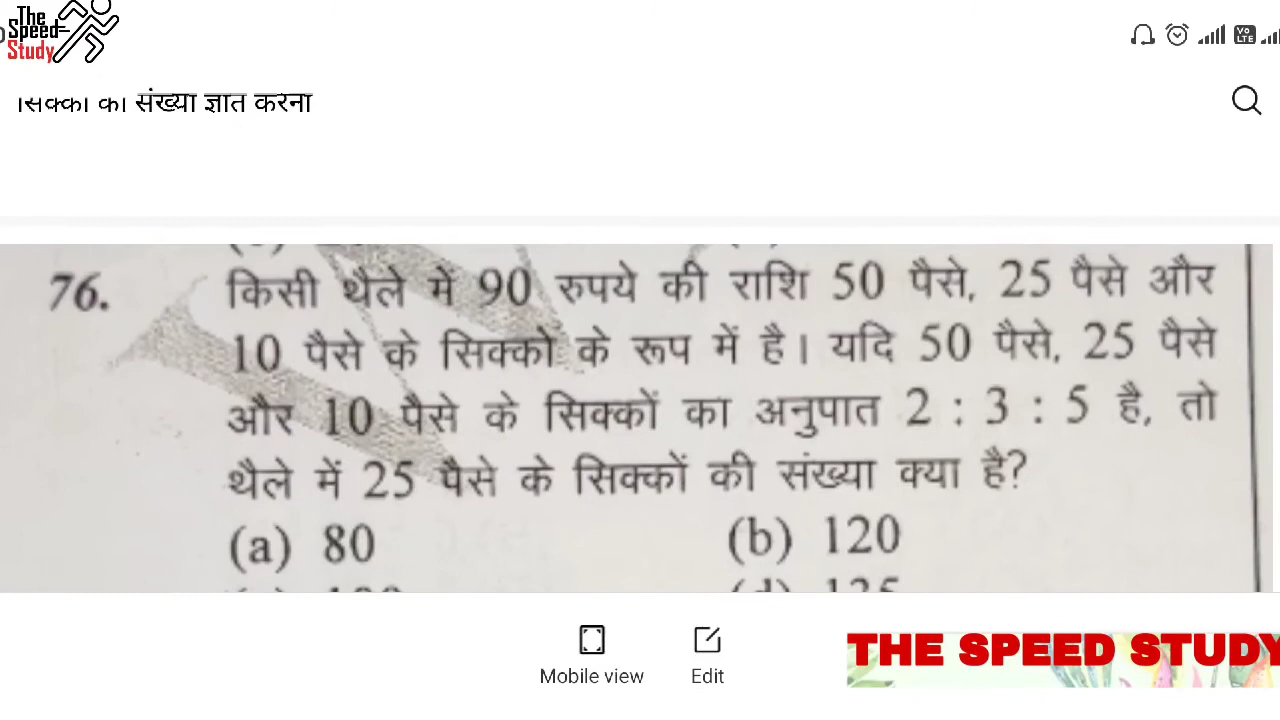 The
Speed
Study
सिक्कों की संख्या ज्ञात करना
76. किसी थैले में 90 रुपये की राशि 50 पैसे, 25 पैसे और
10 पैसे के सिक्कों के रूप में है। यदि 50 पैसे, 25 पैसे
और 10 पैसे के सिक्कों का अनुपात 2 : 3 : 5 है, तो
थैले में 25 पैसे के सिक्कों की संख्या क्या है?
(a) 80 (b) 120
Mobile view Edit
THE SPEED STUDY